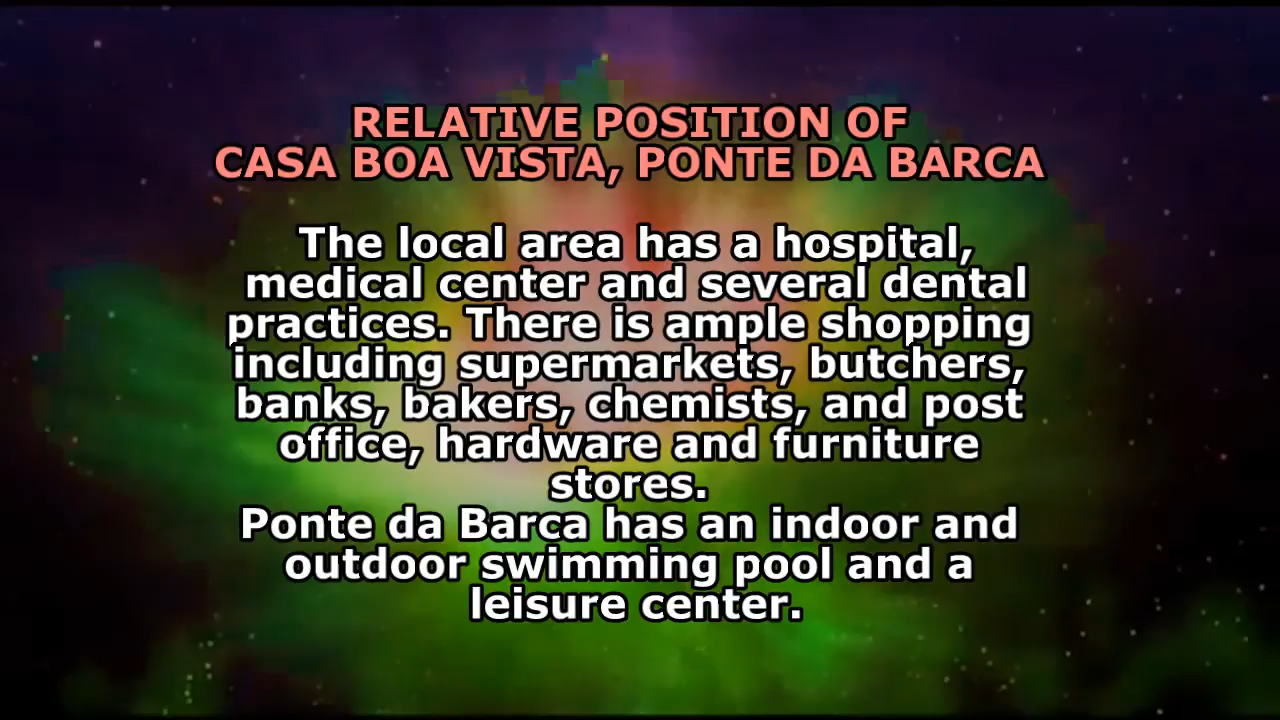 RELATIVE POSITION OF
CASA BOA VISTA, PONTE DA BARCA
The local area has a hospital,
medical center and several dental
practices. There is ample shopping
including supermarkets, butchers,
banks, bakers, chemists, and post
office, hardware and furniture
stores.
Ponte da Barca has an indoor and
outdoor swimming pool and a
leisure center.